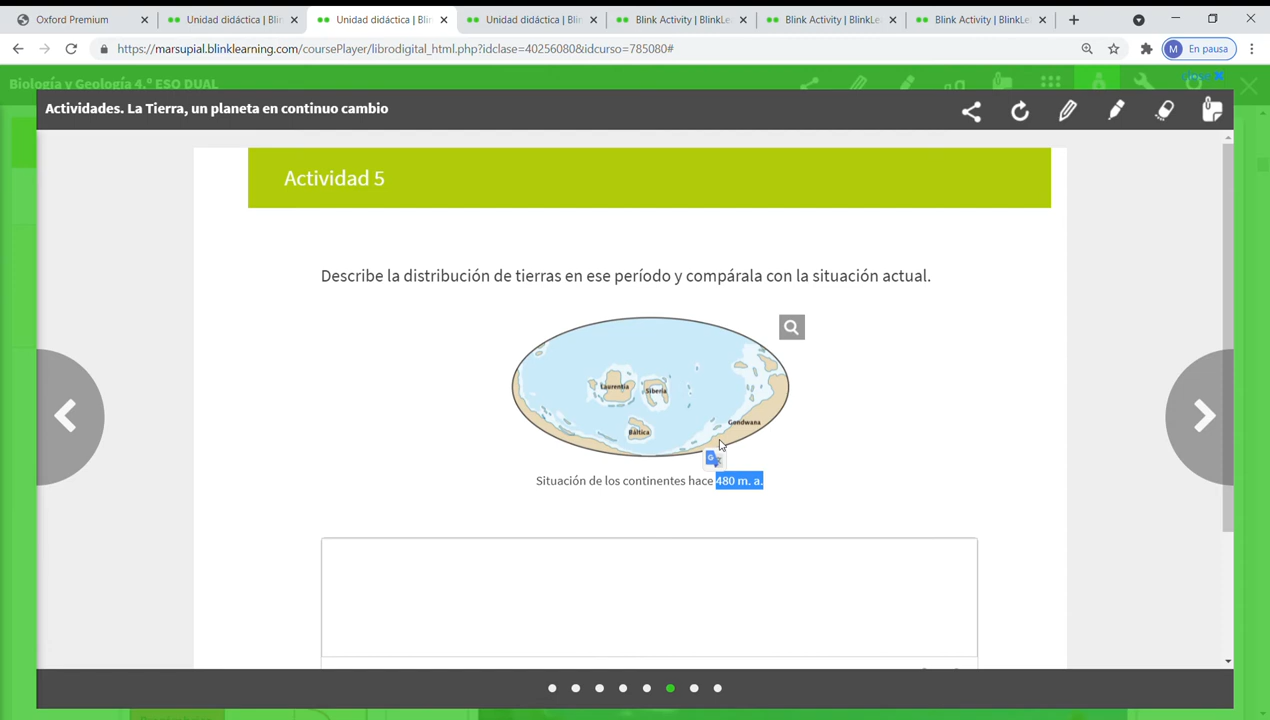 Oxford Premium
Unidad didáctica | Blin
Unidad didáctica | Blin
Unidad didáctica | Blin
Blink Activity | BlinkLe
Blink Activity | BlinkLe
Blink Activity | BlinkLe
https://marsupial.blinklearning.com/coursePlayer/librodigital_html.php?idclase=40256080&idcurso=785080#
M En pausa
Biología y Geología 4.º ESO DUAL
close
Actividades. La Tierra, un planeta en continuo cambio
Actividad 5
Describe la distribución de tierras en ese período y compárala con la situación actual.
Laurentia
Siberia
Gondwana
Báltica
Situación de los continentes hace 480 m. a.